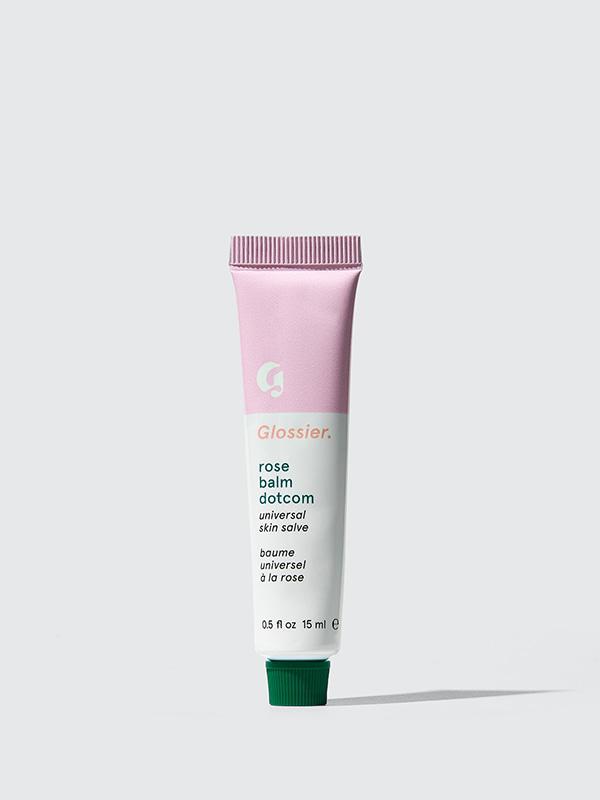 G
Glossier.
rose
balm
dotcom
universal
skin salve
baume
universel
à la rose
0.5 fl oz 15 ml ℮